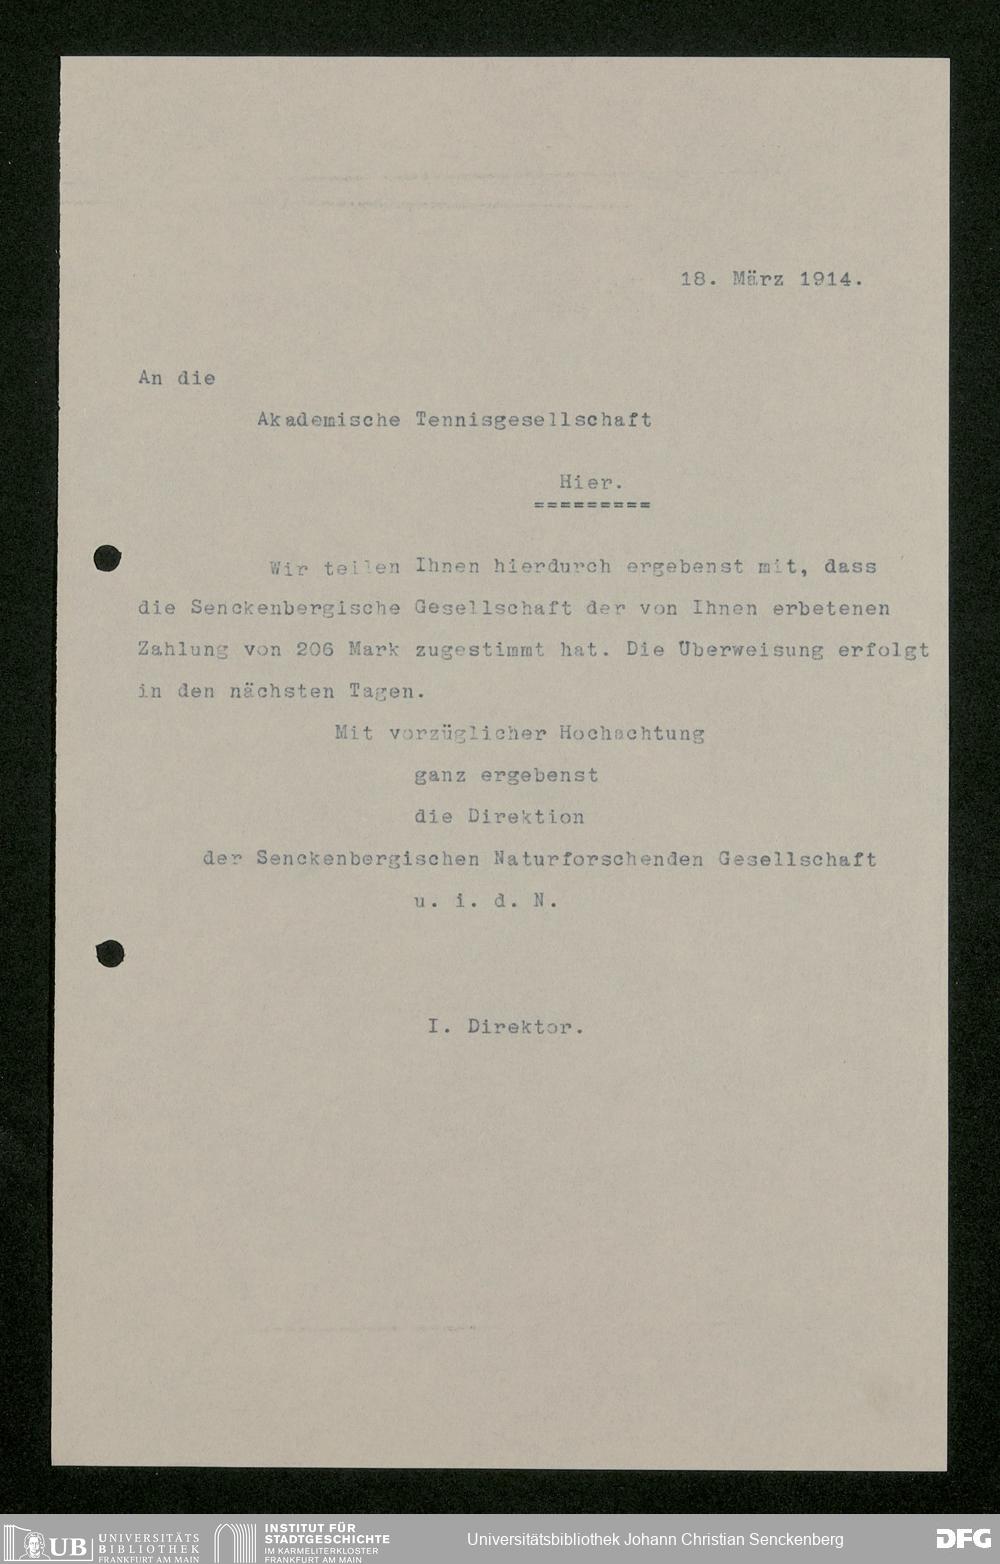 18. März 1914.
An die
Akademische Tennisgesellschaft
Hier.
=========
Wir teilen Ihnen hierdurch ergebenst mit, dass
die Senckenbergische Gesellschaft der von Ihnen erbetenen
Zahlung von 206 Mark zugestimmt hat. Die Überweisung erfolgt
in den nächsten Tagen.
Mit vorzüglicher Hochachtung
ganz ergebenst
die Direktion
der Senckenbergischen Naturforschenden Gesellschaft
u. i. d. N.
I. Direktor.
UB UNIVERSITÄTS
BIBLIOTHEK
FRANKFURT AM MAIN
INSTITUT FÜR
STADTGESCHICHTE
IM KARMELITERKLOSTER
FRANKFURT AM MAIN
Universitätsbibliothek Johann Christian Senckenberg
DFG